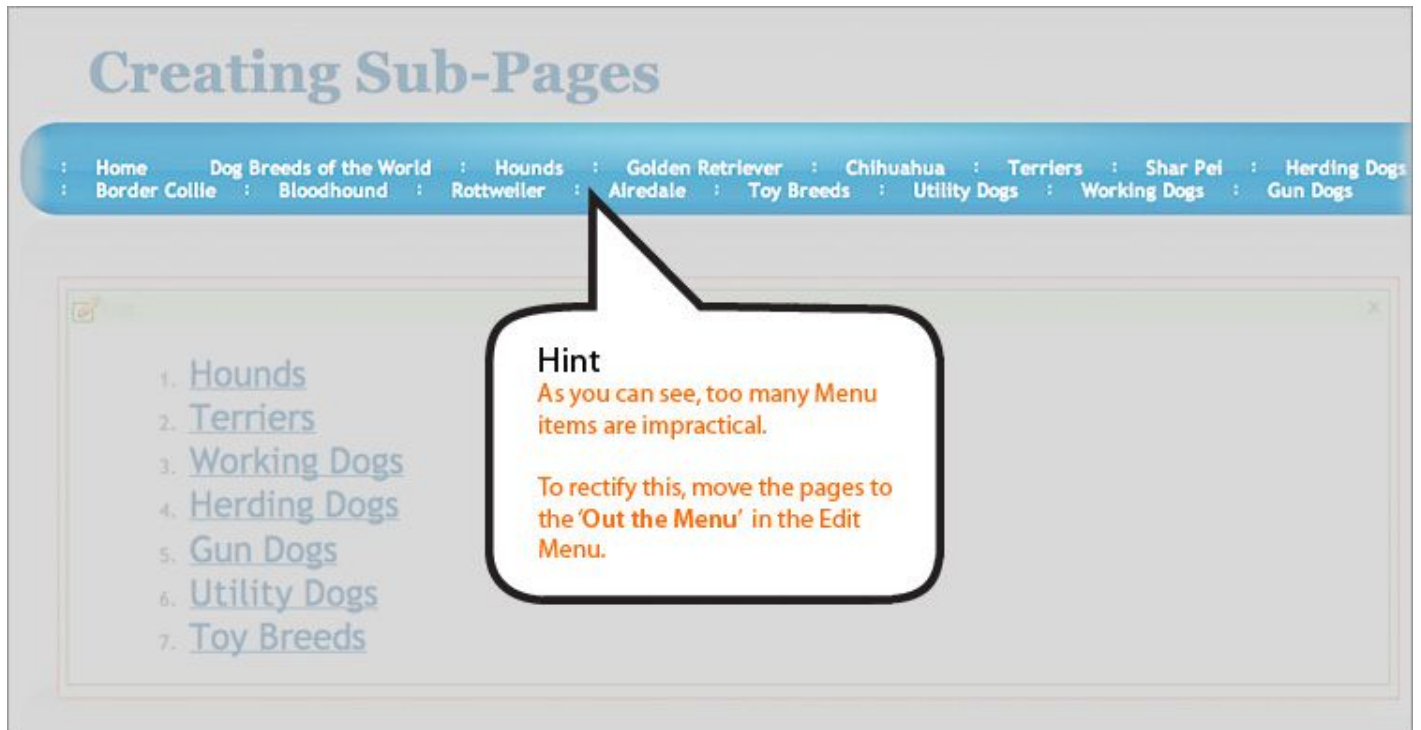 Creating Sub-Pages
: Home Dog Breeds of the World : Hounds : Golden Retriever : Chihuahua : Terriers : Shar Pei : Herding Dogs
: Border Collie : Bloodhound : Rottweiler : Airedale : Toy Breeds : Utility Dogs : Working Dogs : Gun Dogs
1. Hounds
2. Terriers
3. Working Dogs
4. Herding Dogs
5. Gun Dogs
6. Utility Dogs
7. Toy Breeds
Hint
As you can see, too many Menu
items are impractical.
To rectify this, move the pages to
the ‘Out the Menu’ in the Edit
Menu.